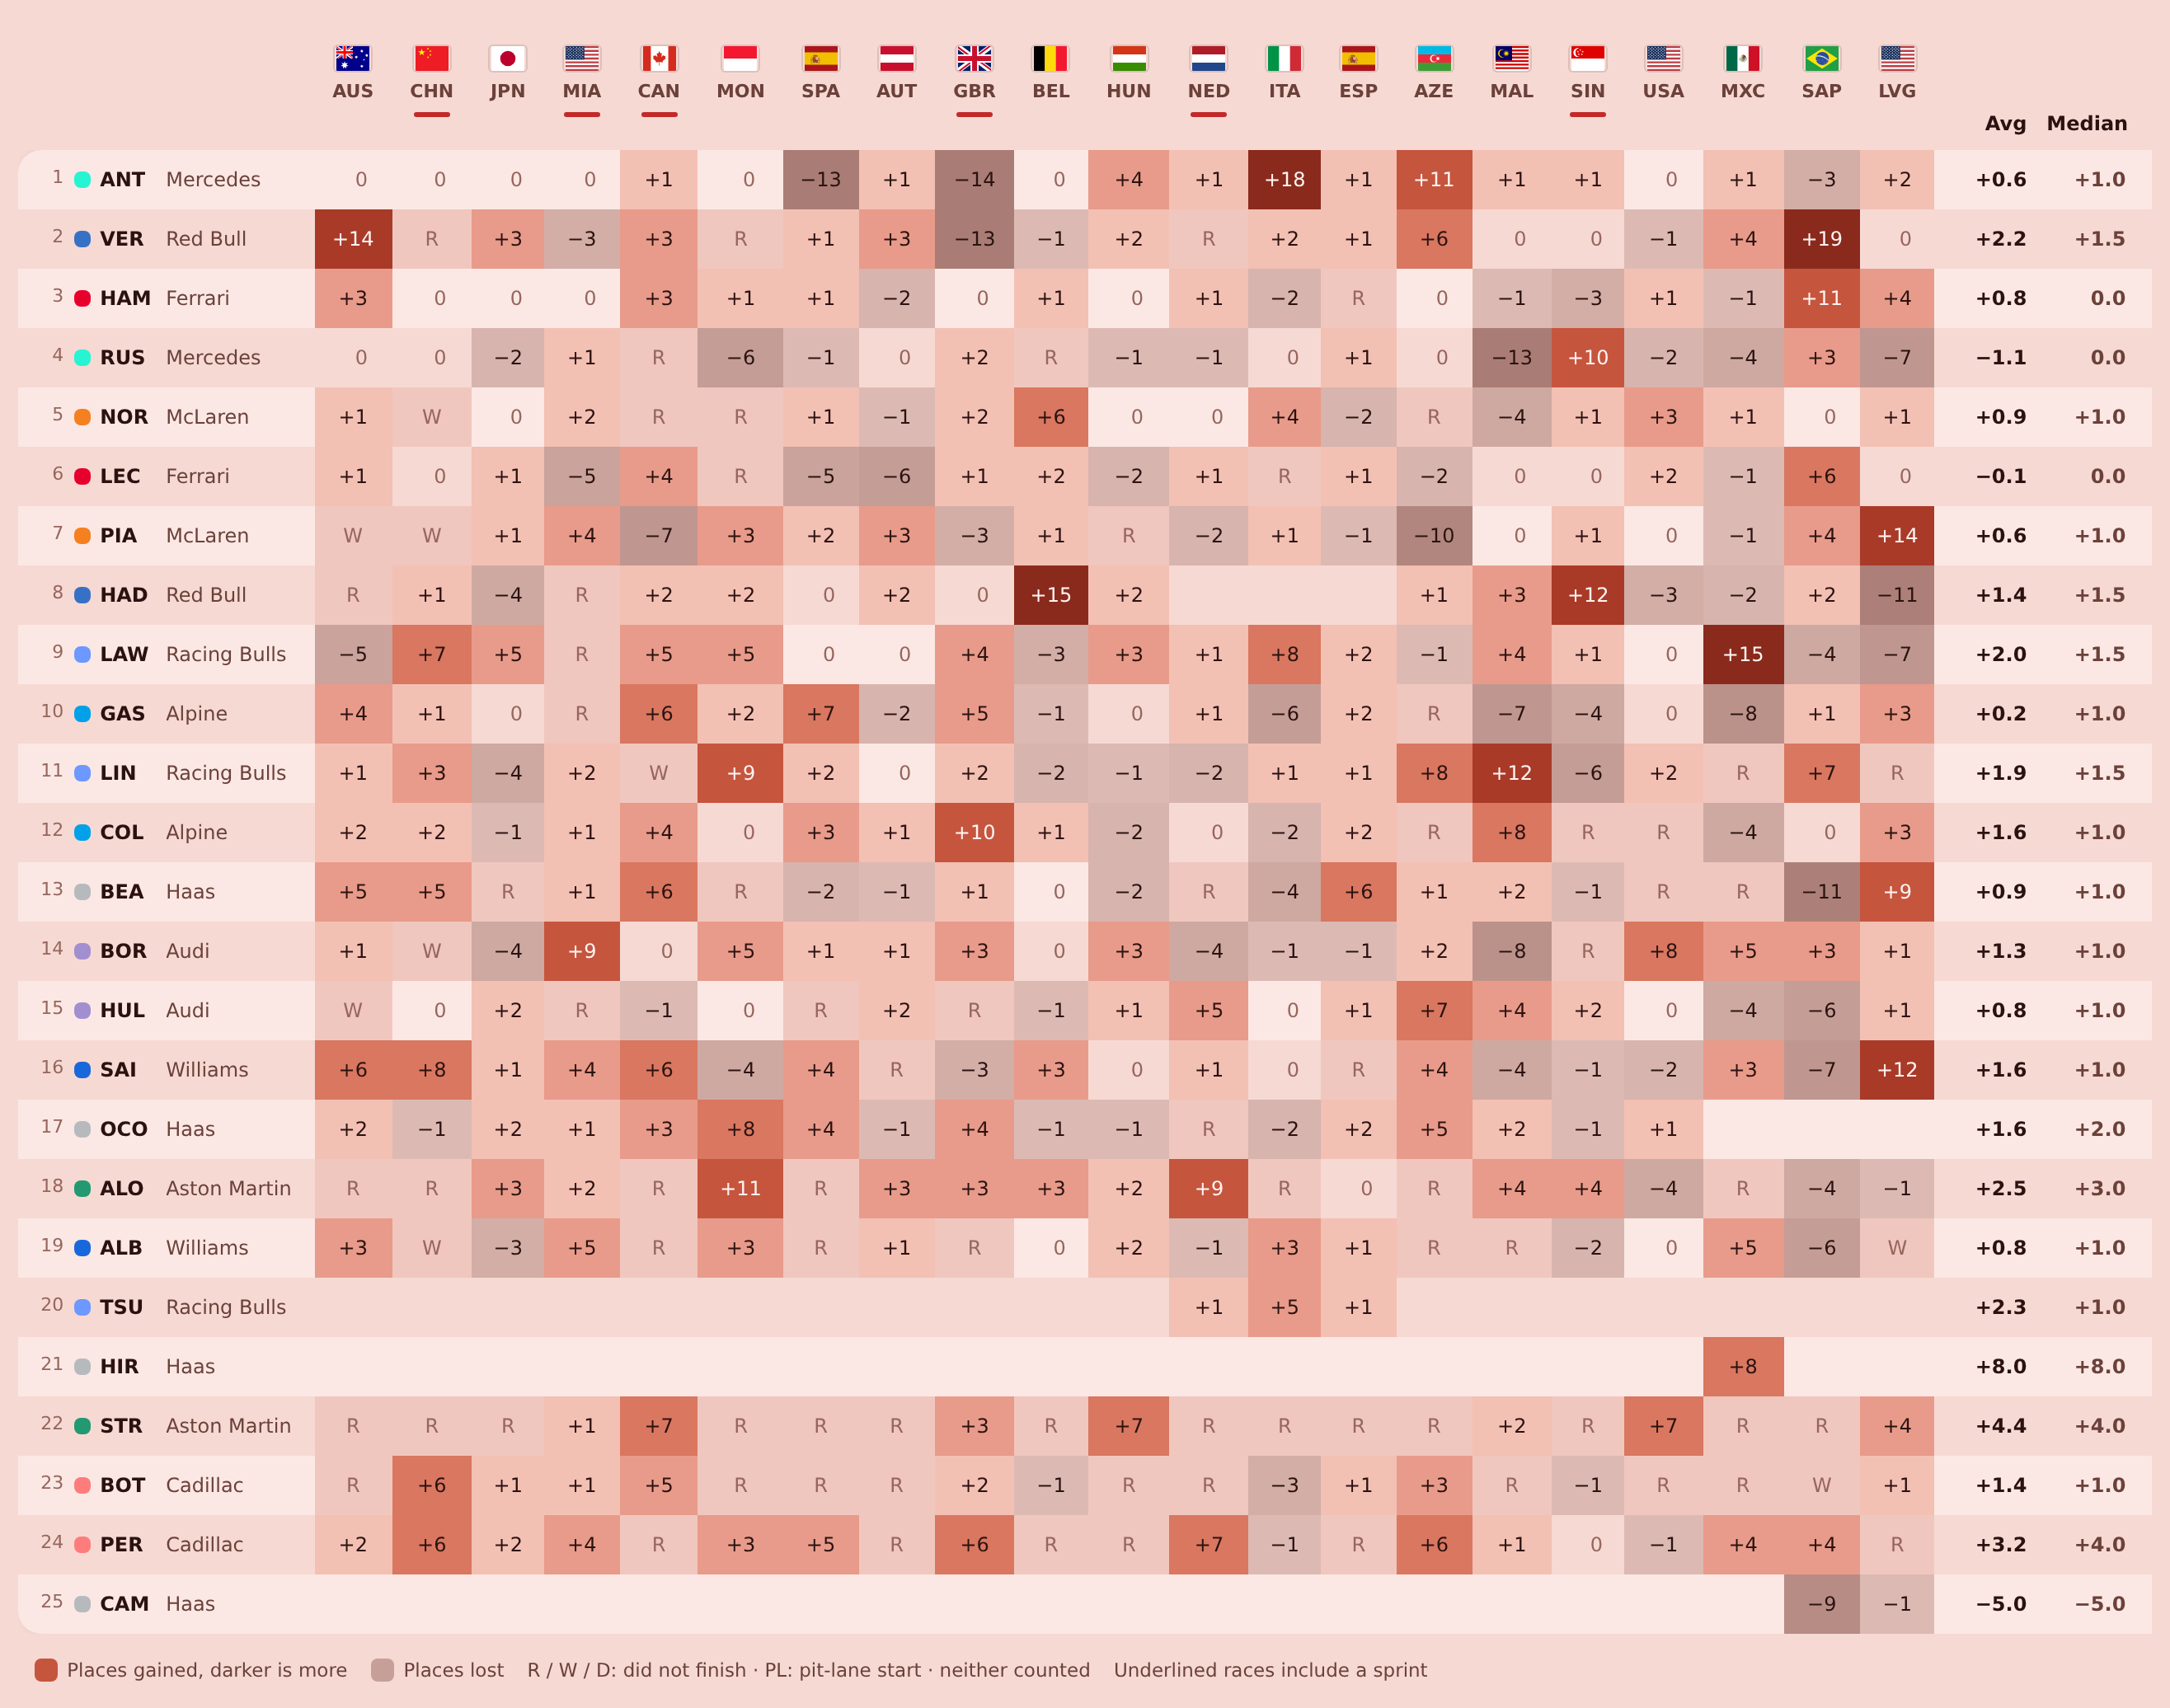 AUS CHN JPN MIA CAN MON SPA AUT GBR BEL HUN NED ITA ESP AZE MAL SIN USA MXC SAP LVG
Avg Median
1 ANT Mercedes 0 0 0 0 +1 0 −13 +1 −14 0 +4 +1 +18 +1 +11 +1 +1 0 +1 −3 +2 +0.6 +1.0
2 VER Red Bull +14 R +3 −3 +3 R +1 +3 −13 −1 +2 R +2 +1 +6 0 0 −1 +4 +19 0 +2.2 +1.5
3 HAM Ferrari +3 0 0 0 +3 +1 +1 −2 0 +1 0 +1 −2 R 0 −1 −3 +1 −1 +11 +4 +0.8 0.0
4 RUS Mercedes 0 0 −2 +1 R −6 −1 0 +2 R −1 −1 0 +1 0 −13 +10 −2 −4 +3 −7 −1.1 0.0
5 NOR McLaren +1 W 0 +2 R R +1 −1 +2 +6 0 0 +4 −2 R −4 +1 +3 +1 0 +1 +0.9 +1.0
6 LEC Ferrari +1 0 +1 −5 +4 R −5 −6 +1 +2 −2 +1 R +1 −2 0 0 +2 −1 +6 0 −0.1 0.0
7 PIA McLaren W W +1 +4 −7 +3 +2 +3 −3 +1 R −2 +1 −1 −10 0 +1 0 −1 +4 +14 +0.6 +1.0
8 HAD Red Bull R +1 −4 R +2 +2 0 +2 0 +15 +2 +1 +3 +12 −3 −2 +2 −11 +1.4 +1.5
9 LAW Racing Bulls −5 +7 +5 R +5 +5 0 0 +4 −3 +3 +1 +8 +2 −1 +4 +1 0 +15 −4 −7 +2.0 +1.5
10 GAS Alpine +4 +1 0 R +6 +2 +7 −2 +5 −1 0 +1 −6 +2 R −7 −4 0 −8 +1 +3 +0.2 +1.0
11 LIN Racing Bulls +1 +3 −4 +2 W +9 +2 0 +2 −2 −1 −2 +1 +1 +8 +12 −6 +2 R +7 R +1.9 +1.5
12 COL Alpine +2 +2 −1 +1 +4 0 +3 +1 +10 +1 −2 0 −2 +2 R +8 R R −4 0 +3 +1.6 +1.0
13 BEA Haas +5 +5 R +1 +6 R −2 −1 +1 0 −2 R −4 +6 +1 +2 −1 R R −11 +9 +0.9 +1.0
14 BOR Audi +1 W −4 +9 0 +5 +1 +1 +3 0 +3 −4 −1 −1 +2 −8 R +8 +5 +3 +1 +1.3 +1.0
15 HUL Audi W 0 +2 R −1 0 R +2 R −1 +1 +5 0 +1 +7 +4 +2 0 −4 −6 +1 +0.8 +1.0
16 SAI Williams +6 +8 +1 +4 +6 −4 +4 R −3 +3 0 +1 0 R +4 −4 −1 −2 +3 −7 +12 +1.6 +1.0
17 OCO Haas +2 −1 +2 +1 +3 +8 +4 −1 +4 −1 −1 R −2 +2 +5 +2 −1 +1 +1.6 +2.0
18 ALO Aston Martin R R +3 +2 R +11 R +3 +3 +3 +2 +9 R 0 R +4 +4 −4 R −4 −1 +2.5 +3.0
19 ALB Williams +3 W −3 +5 R +3 R +1 R 0 +2 −1 +3 +1 R R −2 0 +5 −6 W +0.8 +1.0
20 TSU Racing Bulls +1 +5 +1 +2.3 +1.0
21 HIR Haas +8 +8.0 +8.0
22 STR Aston Martin R R R +1 +7 R R R +3 R +7 R R R R +2 R +7 R R +4 +4.4 +4.0
23 BOT Cadillac R +6 +1 +1 +5 R R R +2 −1 R R −3 +1 +3 R −1 R R W +1 +1.4 +1.0
24 PER Cadillac +2 +6 +2 +4 R +3 +5 R +6 R R +7 −1 R +6 +1 0 −1 +4 +4 R +3.2 +4.0
25 CAM Haas −9 −1 −5.0 −5.0
Places gained, darker is more Places lost R / W / D: did not finish · PL: pit-lane start · neither counted Underlined races include a sprint